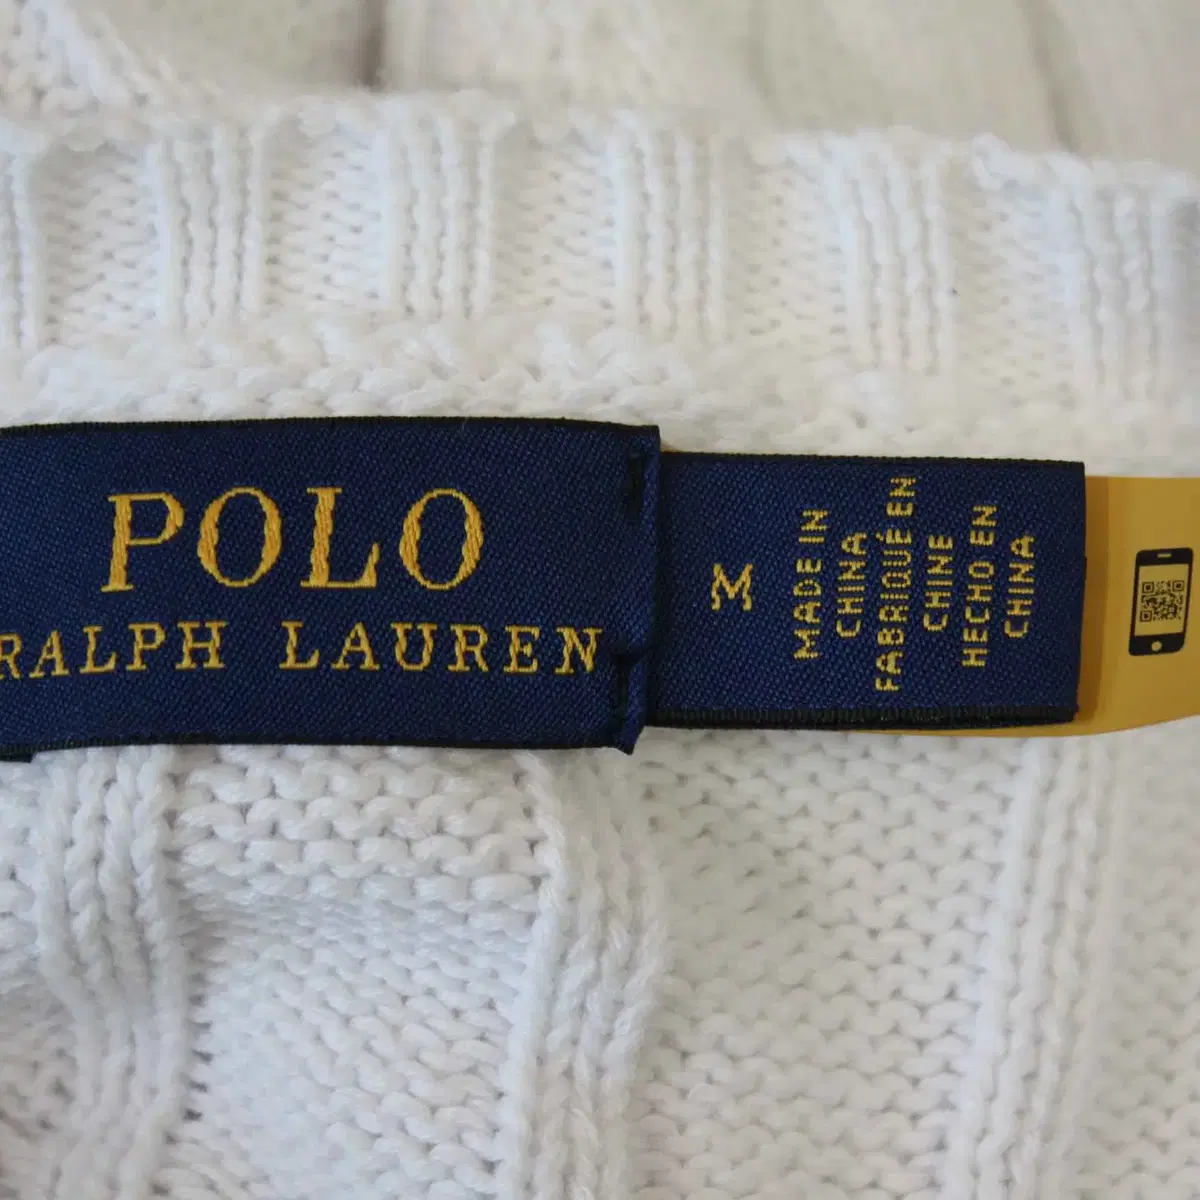 POLO
RALPH LAUREN
M
MADE IN
CHINA
FABRIQUÉ EN
CHINE
HECHO EN
CHINA